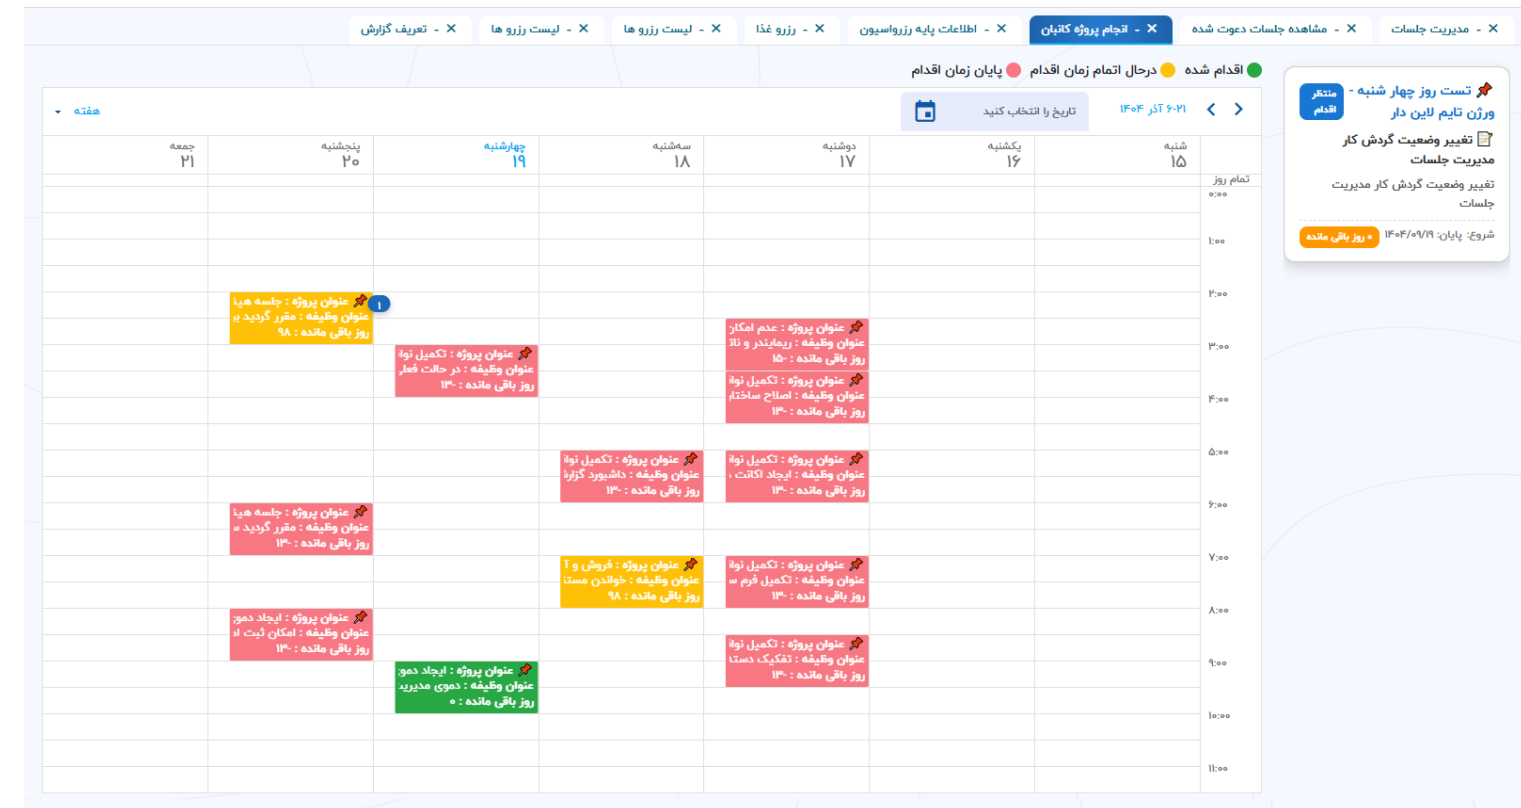 ✕ - مدیریت جلسات
✕ - مشاهده جلسات دعوت شده
✕ - انجام پروژه کانبان
✕ - اطلاعات پایه رزرواسیون
✕ - رزرو غذا
✕ - لیست رزرو ها
✕ - لیست رزرو ها
✕ - تعریف گزارش
اقدام شده
درحال اتمام زمان اقدام
پایان زمان اقدام
تست روز چهار شنبه -
ورژن تایم لاین دار
منتظر
اقدام
تغییر وضعیت گردش کار
مدیریت جلسات
تغییر وضعیت گردش کار مدیریت
جلسات
شروع: پایان: ۱۴۰۴/۰۹/۱۹
۰ روز باقی مانده
۶-۲۱ آذر ۱۴۰۴
تاریخ را انتخاب کنید
هفته
شنبه
۱۵
یکشنبه
۱۶
دوشنبه
۱۷
سه‌شنبه
۱۸
چهارشنبه
۱۹
پنجشنبه
۲۰
جمعه
۲۱
تمام روز
۰:۰۰
۱:۰۰
۲:۰۰
۳:۰۰
۴:۰۰
۵:۰۰
۶:۰۰
۷:۰۰
۸:۰۰
۹:۰۰
۱۰:۰۰
۱۱:۰۰
عنوان پروژه : عدم امکان
عنوان وظیفه : ریمایندر و نات
روز باقی مانده : -۱۵
عنوان پروژه : تکمیل نوا
عنوان وظیفه : اصلاح ساختار
روز باقی مانده : -۱۳
عنوان پروژه : تکمیل نوا
عنوان وظیفه : ایجاد اکانت
روز باقی مانده : -۱۳
عنوان پروژه : تکمیل نوا
عنوان وظیفه : تکمیل فرم س
روز باقی مانده : -۱۳
عنوان پروژه : تکمیل نوا
عنوان وظیفه : تفکیک دست
روز باقی مانده : -۱۳
عنوان پروژه : تکمیل نوا
عنوان وظیفه : داشبورد گزار
روز باقی مانده : -۱۳
عنوان پروژه : فروش و آ
عنوان وظیفه : خواندن مست
روز باقی مانده : ۹۸
عنوان پروژه : تکمیل نوا
عنوان وظیفه : در حالت فعلی
روز باقی مانده : -۱۳
عنوان پروژه : ایجاد دمو
عنوان وظیفه : دموی مدیری
روز باقی مانده : ۰
۱
عنوان پروژه : جلسه هی
عنوان وظیفه : مقرر گردید بر
روز باقی مانده : ۹۸
عنوان پروژه : جلسه هی
عنوان وظیفه : مقرر گردید س
روز باقی مانده : -۱۳
عنوان پروژه : ایجاد دمو
عنوان وظیفه : امکان ثبت ا
روز باقی مانده : -۱۳